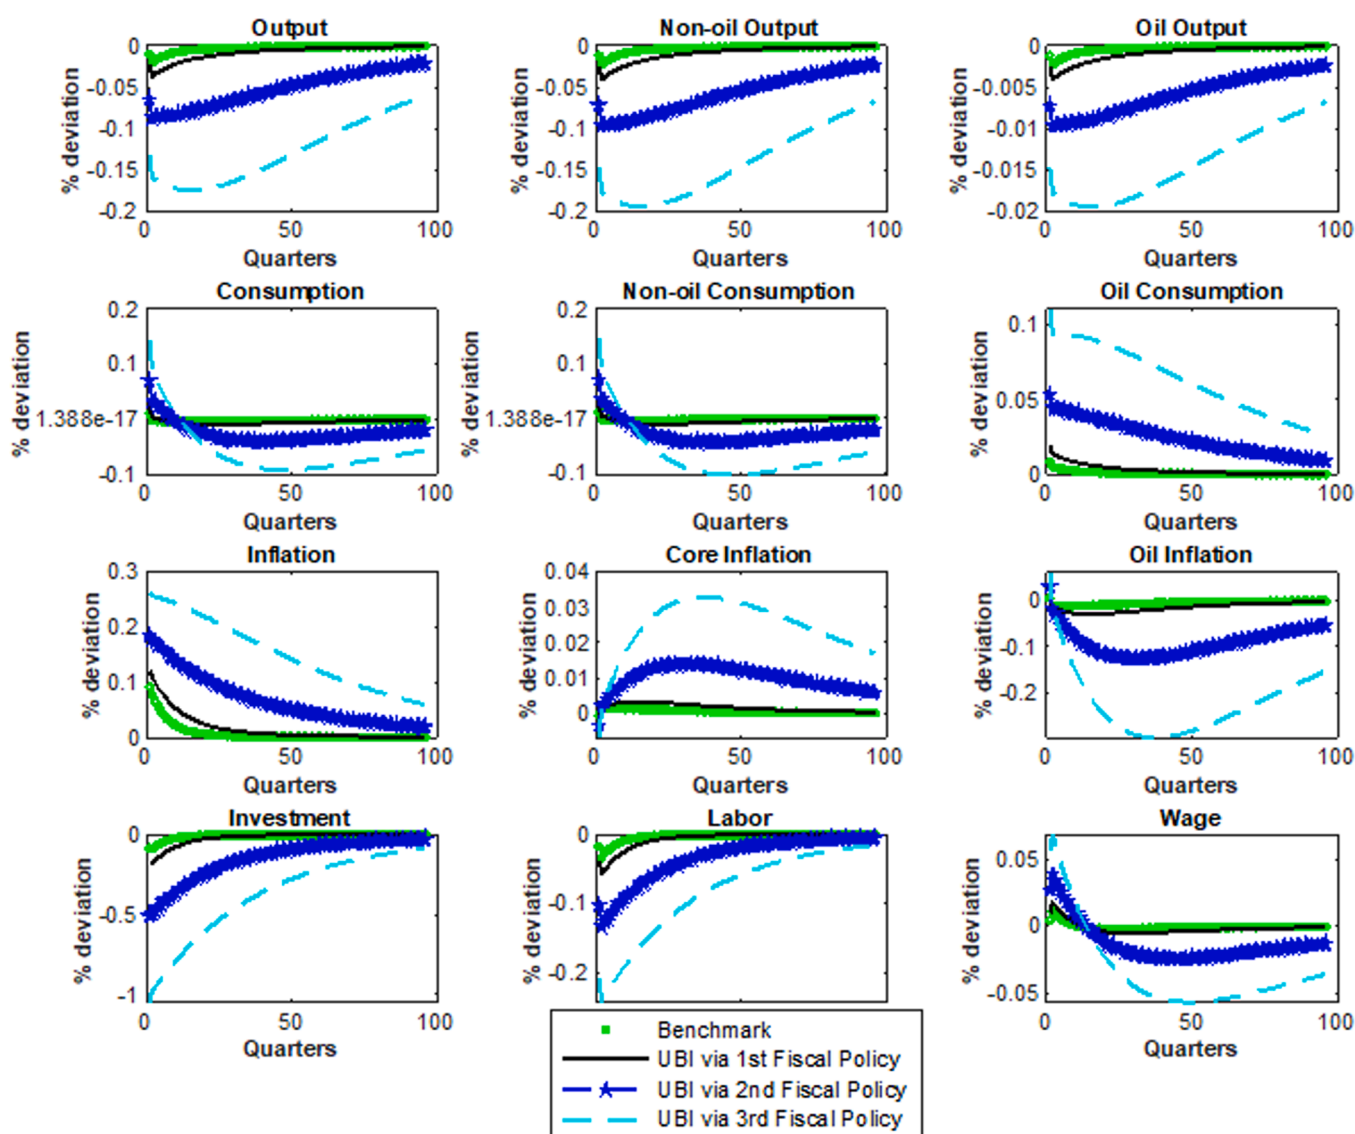 Output
% deviation
0
-0.05
-0.1
-0.15
-0.2
0 50 100
Quarters
Non-oil Output
% deviation
0
-0.05
-0.1
-0.15
-0.2
0 50 100
Quarters
Oil Output
% deviation
0
-0.005
-0.01
-0.015
-0.02
0 50 100
Quarters
Consumption
% deviation
0.2
0.1
1.388e-17
-0.1
0 50 100
Quarters
Non-oil Consumption
% deviation
0.2
0.1
1.388e-17
-0.1
0 50 100
Quarters
Oil Consumption
% deviation
0.1
0.05
0
0 50 100
Quarters
Inflation
% deviation
0.3
0.2
0.1
0
0 50 100
Quarters
Core Inflation
% deviation
0.04
0.03
0.02
0.01
0
0 50 100
Quarters
Oil Inflation
% deviation
0
-0.1
-0.2
0 50 100
Quarters
Investment
% deviation
0
-0.5
-1
0 50 100
Quarters
Labor
% deviation
0
-0.1
-0.2
Wage
% deviation
0.05
0
-0.05
0 50 100
Quarters
Benchmark
UBI via 1st Fiscal Policy
UBI via 2nd Fiscal Policy
UBI via 3rd Fiscal Policy